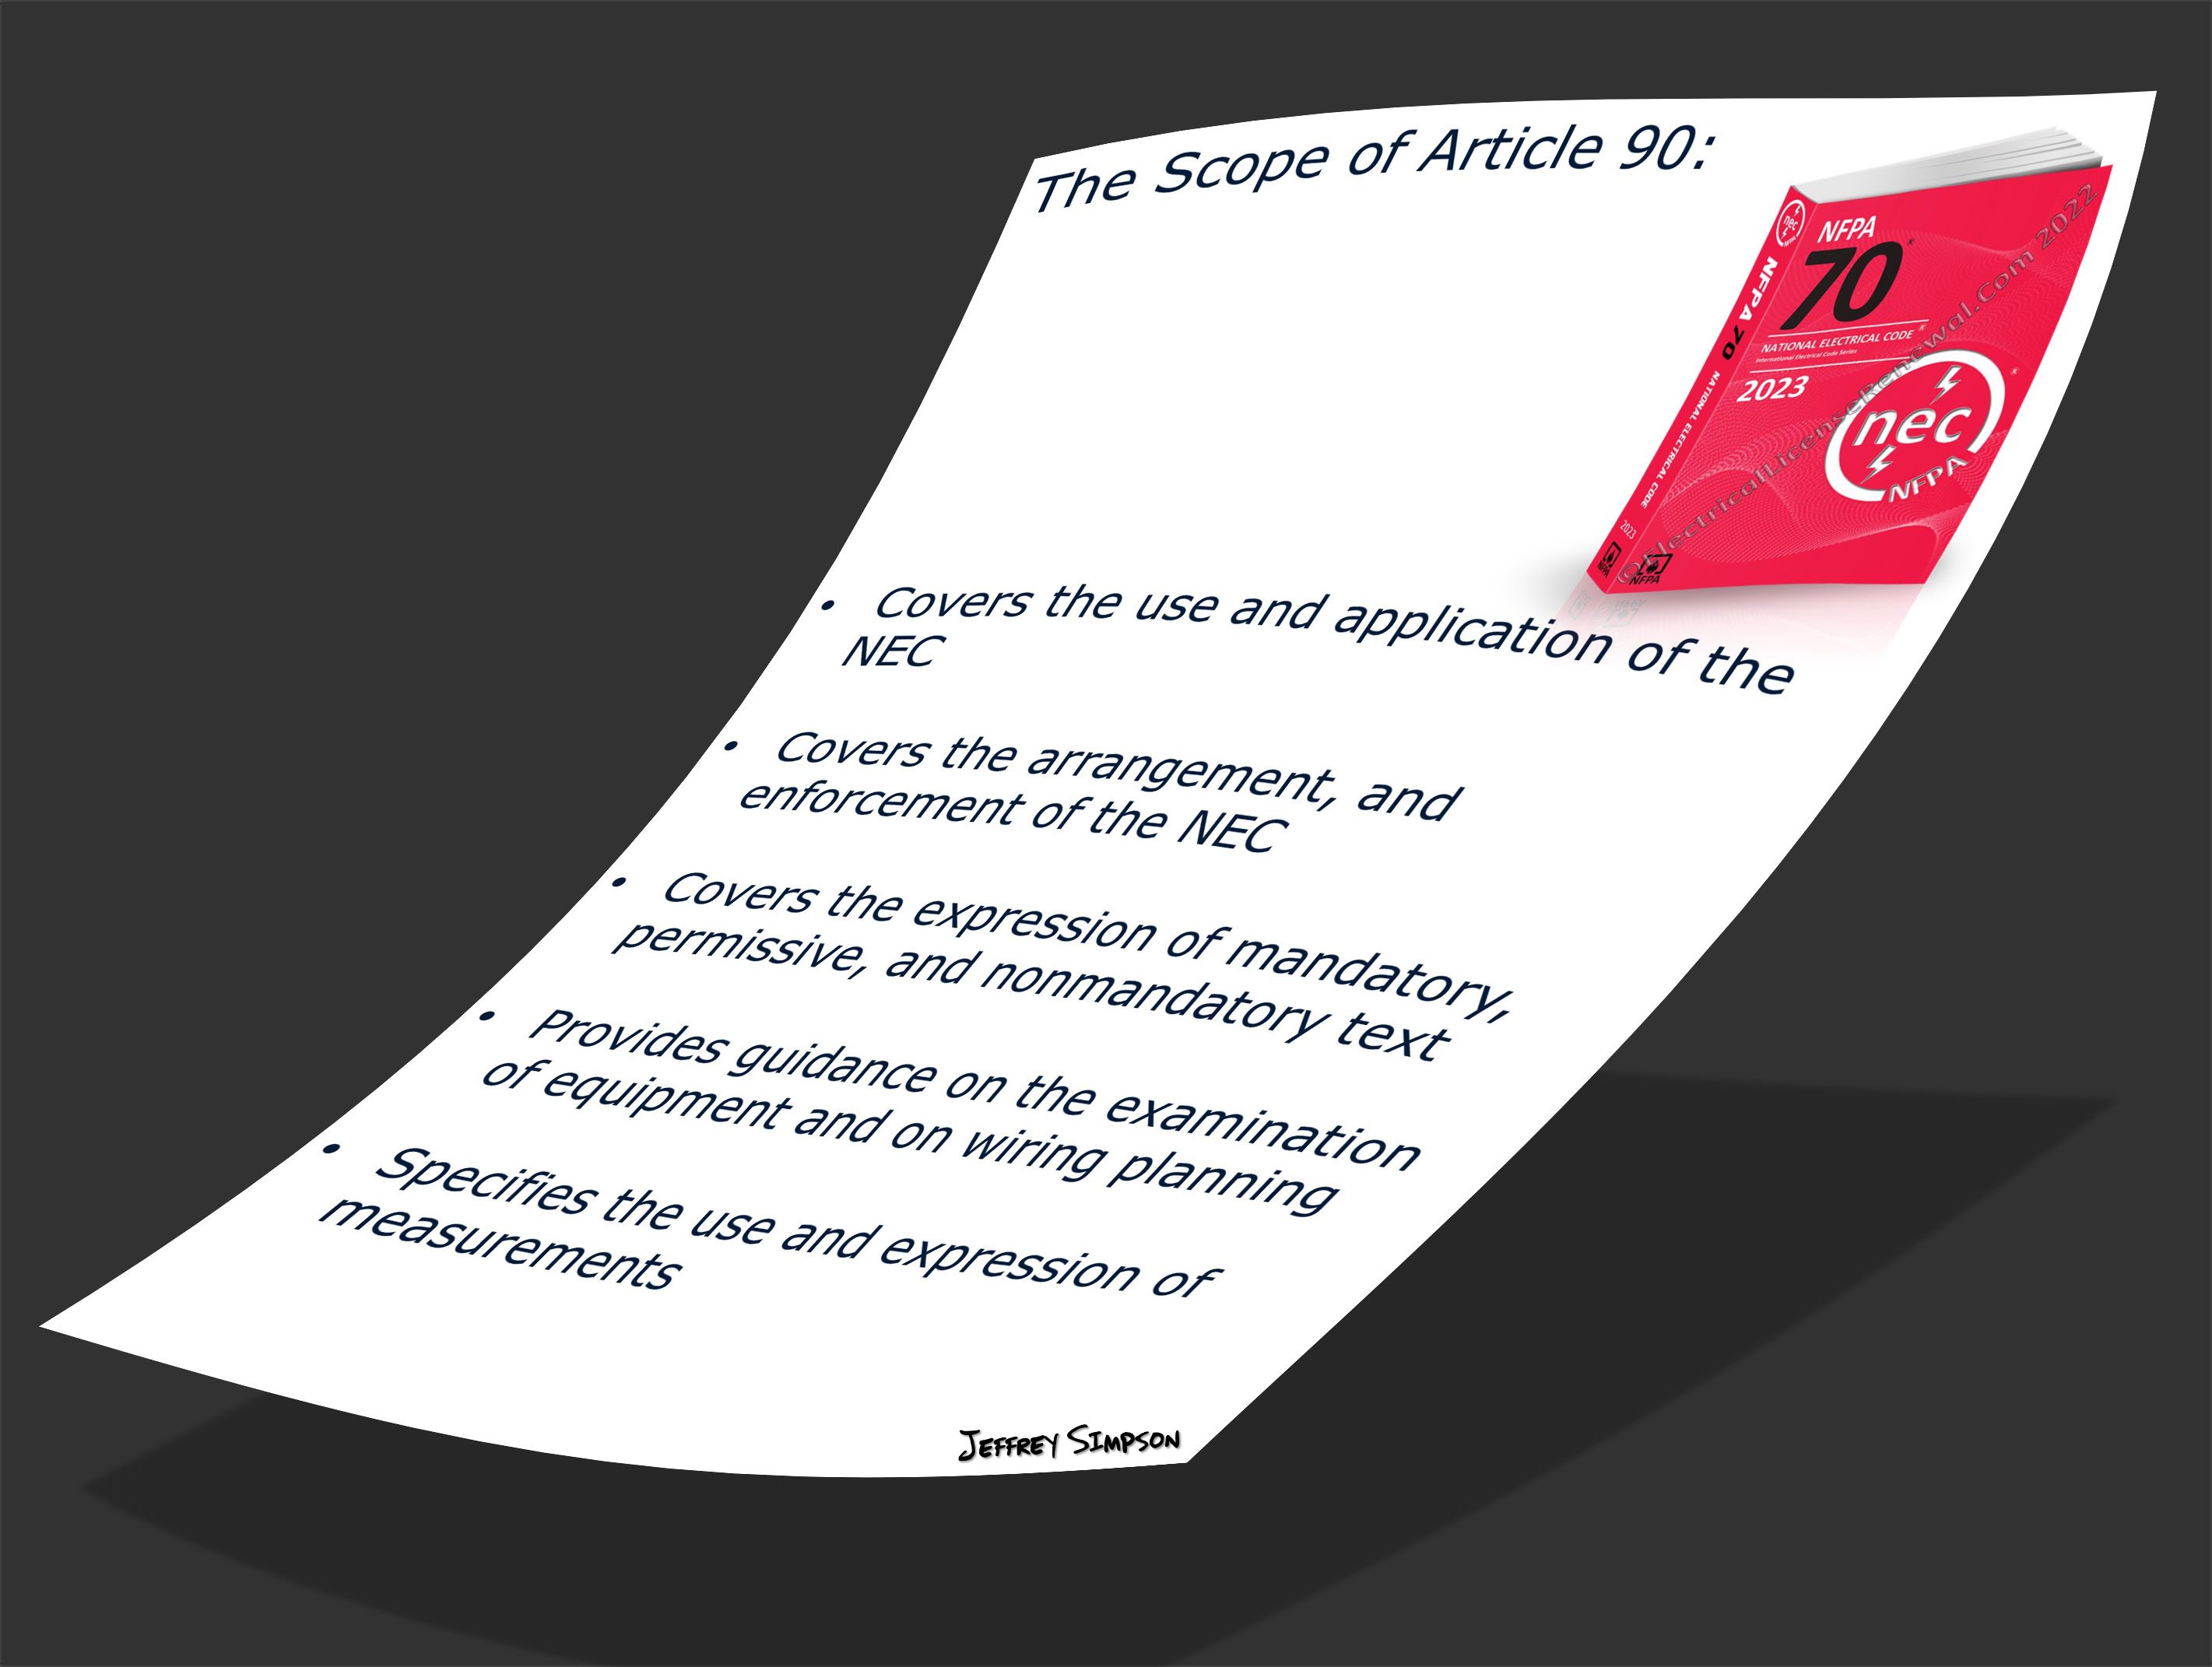 The Scope of Article 90:
nec
NFPA
NFPA 70 NATIONAL ELECTRICAL CODE 2023
NFPA
NFPA
70
NATIONAL ELECTRICAL CODE
International Electrical Code Series
2023
nec
NFPA
NFPA
©ElectricalLicenseRenewal.Com 2022
• Covers the use and application of the
NEC
• Covers the arrangement, and
enforcement of the NEC
• Covers the expression of mandatory,
permissive, and nonmandatory text
• Provides guidance on the examination
of equipment and on wiring planning
• Specifies the use and expression of
measurements
JEFFREY SIMPSON